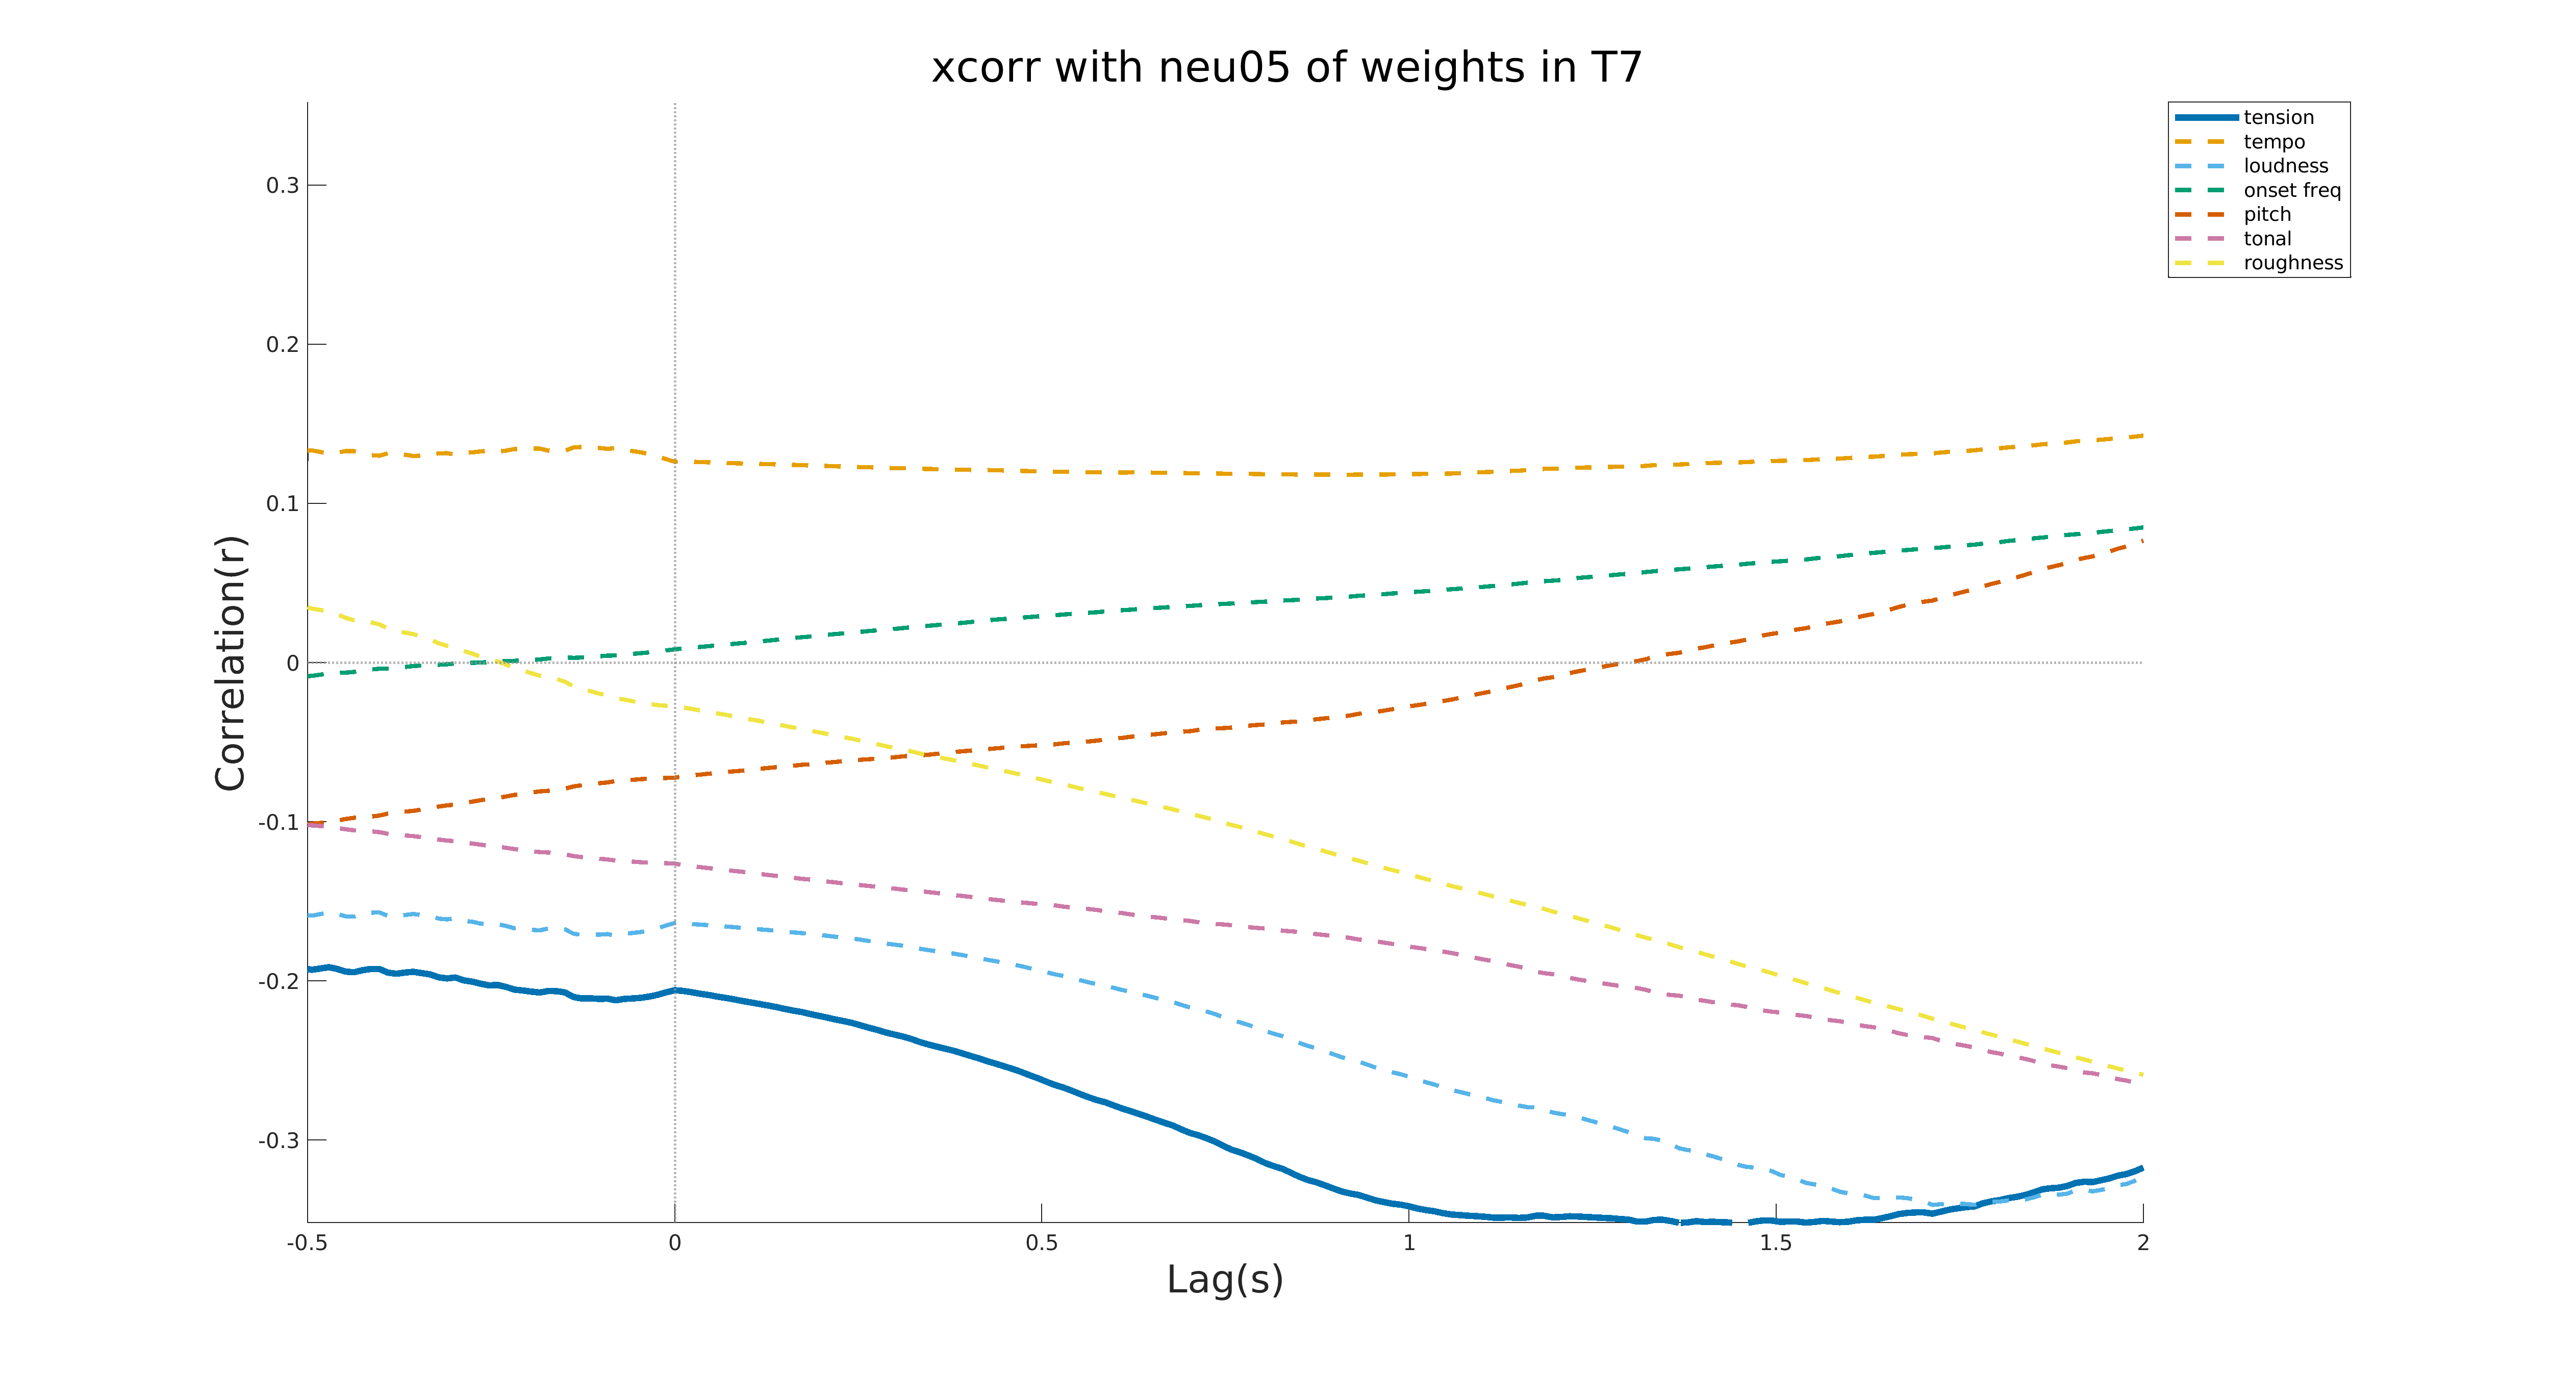 xcorr with neu05 of weights in T7
tension
tempo
loudness
onset freq
pitch
tonal
roughness
Correlation(r)
0.3
0.2
0.1
0
-0.1
-0.2
-0.3
-0.5
0
0.5
1
1.5
2
Lag(s)